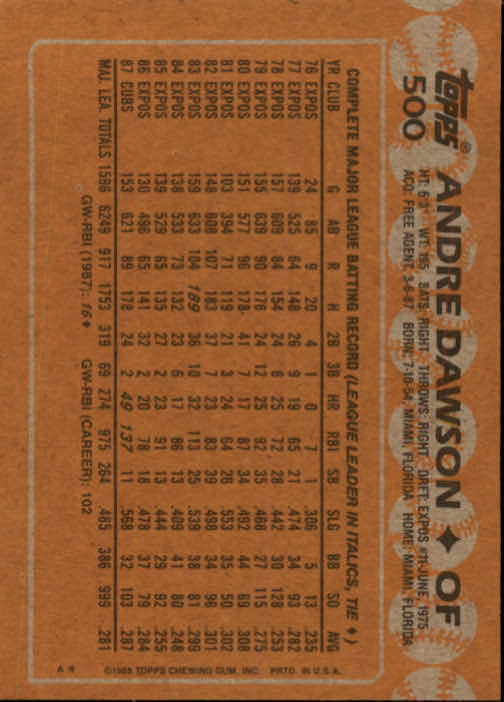 topps® ANDRE DAWSON ♦ OF
500 HT: 6'3" WT: 195 BATS: RIGHT THROWS: RIGHT DRFT: EXPOS #11-JUNE, 1975
ACQ: FREE AGENT, 3-6-87 BORN: 7-10-54, MIAMI, FLORIDA HOME: MIAMI, FLORIDA
COMPLETE MAJOR LEAGUE BATTING RECORD (LEAGUE LEADER IN ITALICS, TIE ♦)
YR CLUB G AB R H 2B 3B HR RBI SB SLG BB SO AVG
76 EXPOS 24 85 9 20 4 1 0 7 1 .306 5 13 .235
77 EXPOS 139 525 64 148 26 9 19 65 21 .474 34 93 .282
78 EXPOS 157 609 84 154 24 8 25 72 28 .442 30 128 .253
79 EXPOS 155 639 90 176 24 12 25 92 35 .468 27 115 .275
80 EXPOS 151 577 96 178 41 7 17 87 34 .492 44 69 .308
81 EXPOS 103 394 71 119 21 3 24 64 26 .553 35 50 .302
82 EXPOS 148 608 107 183 37 7 23 83 39 .498 34 96 .301
83 EXPOS 159 633 104 189 36 10 32 113 25 .539 38 81 .299
84 EXPOS 138 533 73 132 23 6 17 86 13 .409 41 80 .248
85 EXPOS 139 529 65 135 27 2 23 91 13 .444 29 92 .255
86 EXPOS 130 496 65 141 32 2 20 78 18 .478 37 79 .284
87 CUBS 153 621 89 178 24 2 49 137 11 .568 32 103 .287
MAJ. LEA. TOTALS 1596 6249 917 1753 319 69 274 975 264 .485 386 999 .281
GW-RBI (1987): 16♦ GW-RBI (CAREER): 102
A★ ©1988 TOPPS CHEWING GUM, INC. PRTD. IN U.S.A.